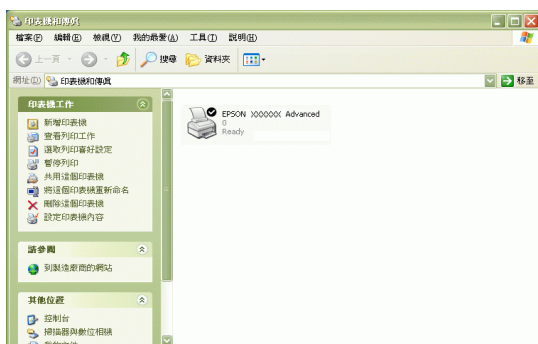 印表機和傳真
檔案(F) 編輯(E) 檢視(V) 我的最愛(A) 工具(T) 說明(H)
上一頁 搜尋 資料夾
網址(D) 印表機和傳真 移至
印表機工作
新增印表機
查看列印工作
選取列印喜好設定
暫停列印
共用這個印表機
將這個印表機重新命名
刪除這個印表機
設定印表機內容
請參閱
到製造廠商的網站
其他位置
控制台
掃描器與數位相機
我的文件
EPSON XXXXXX Advanced
0
Ready